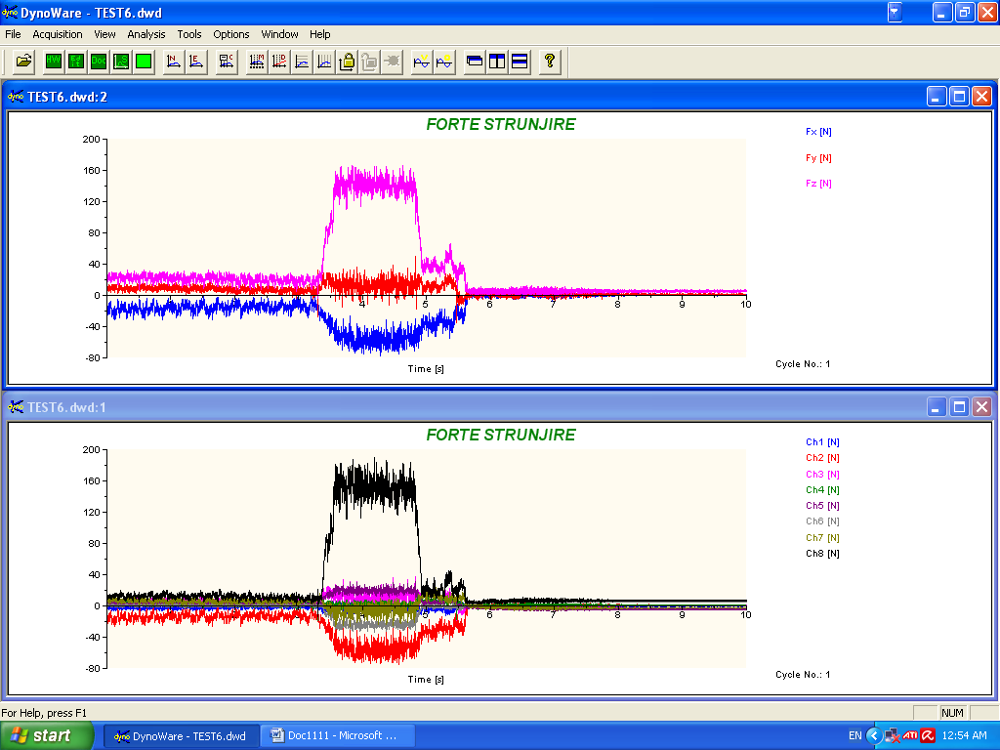 DynoWare - TEST6.dwd
File Acquisition View Analysis Tools Options Window Help
HW Edit Doc N E C M D ?
TEST6.dwd:2
FORTE STRUNJIRE
200
160
120
80
40
0
-40
-80
4 5 6 7 8 9 10
Time [s]
Fx [N]
Fy [N]
Fz [N]
Cycle No.: 1
TEST6.dwd:1
FORTE STRUNJIRE
200
160
120
80
40
0
-40
-80
5 6 7 8 9 10
Time [s]
Ch1 [N]
Ch2 [N]
Ch3 [N]
Ch4 [N]
Ch5 [N]
Ch6 [N]
Ch7 [N]
Ch8 [N]
Cycle No.: 1
For Help, press F1
NUM
start
DynoWare - TEST6.dwd
Doc1111 - Microsoft ...
EN
ATI
12:54 AM